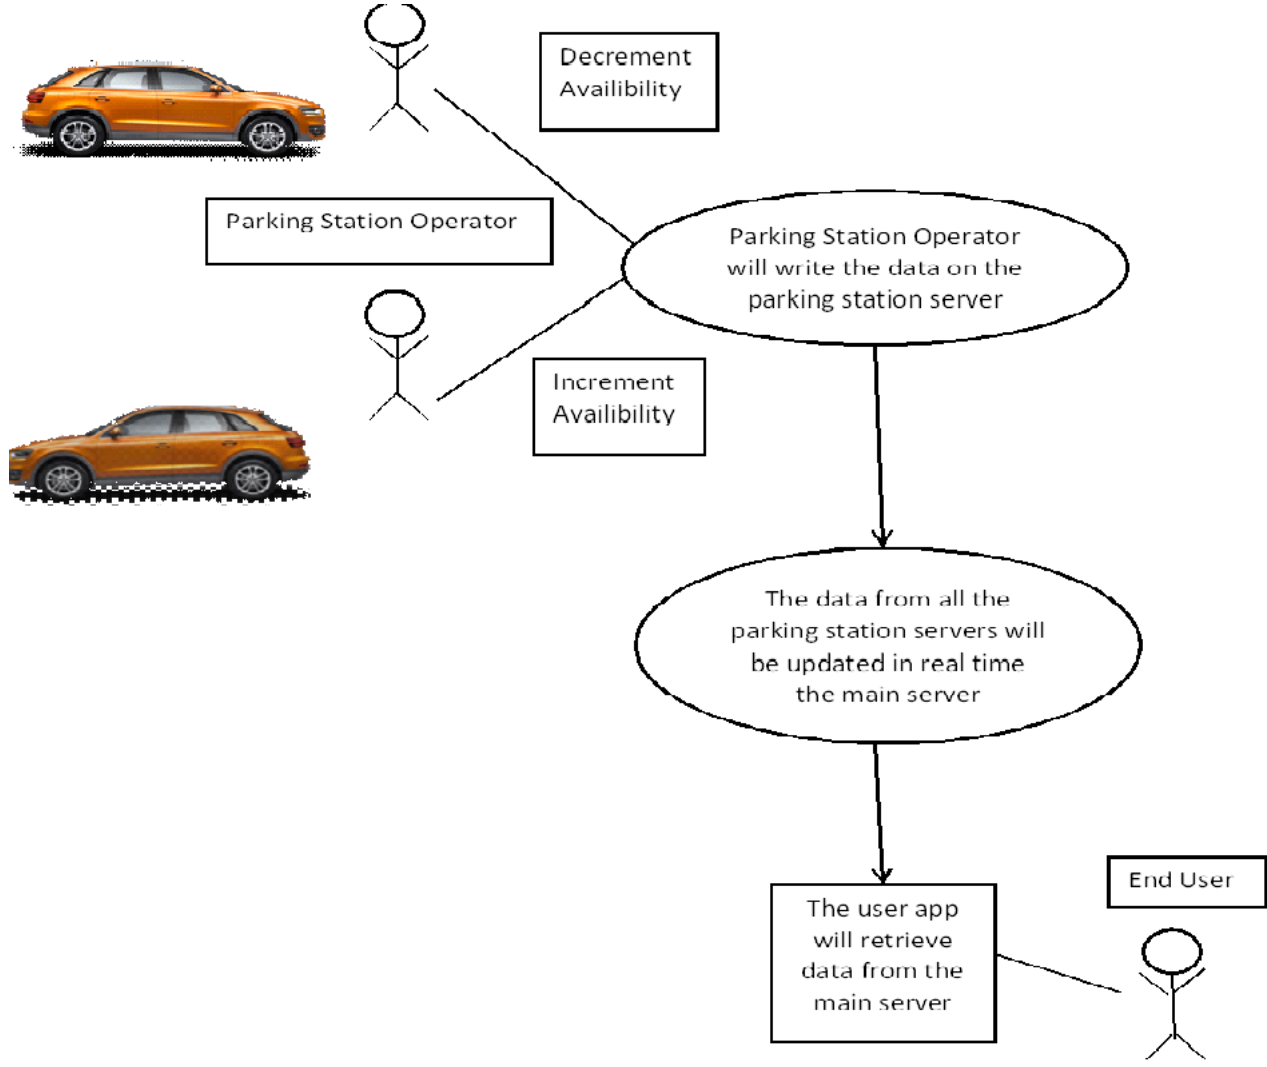 Decrement
Availibility
Parking Station Operator
Parking Station Operator
will write the data on the
parking station server
Increment
Availibility
The data from all the
parking station servers will
be updated in real time
the main server
End User
The user app
will retrieve
data from the
main server